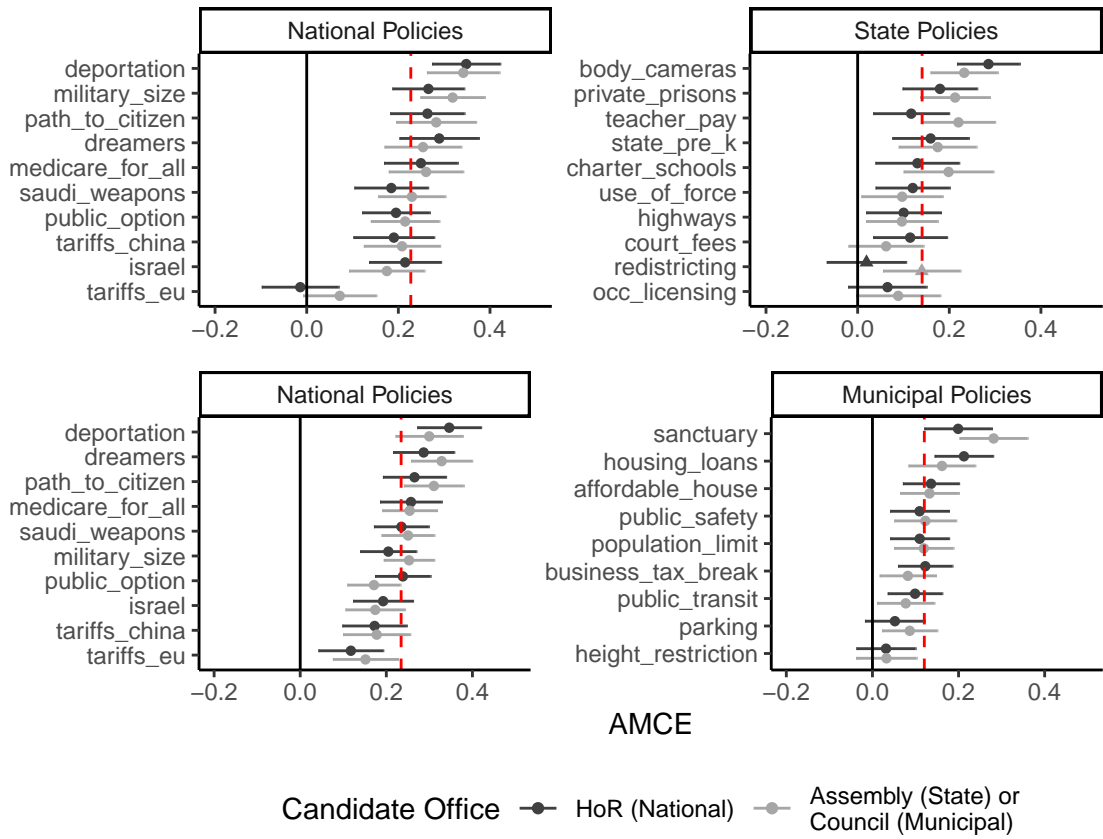 National Policies
State Policies
deportation
military_size
path_to_citizen
dreamers
medicare_for_all
saudi_weapons
public_option
tariffs_china
israel
tariffs_eu
−0.2 0.0 0.2 0.4
body_cameras
private_prisons
teacher_pay
state_pre_k
charter_schools
use_of_force
highways
court_fees
redistricting
occ_licensing
−0.2 0.0 0.2 0.4
National Policies
Municipal Policies
deportation
dreamers
path_to_citizen
medicare_for_all
saudi_weapons
military_size
public_option
israel
tariffs_china
tariffs_eu
−0.2 0.0 0.2 0.4
sanctuary
housing_loans
affordable_house
public_safety
population_limit
business_tax_break
public_transit
parking
height_restriction
−0.2 0.0 0.2 0.4
AMCE
Candidate Office
HoR (National)
Assembly (State) or
Council (Municipal)